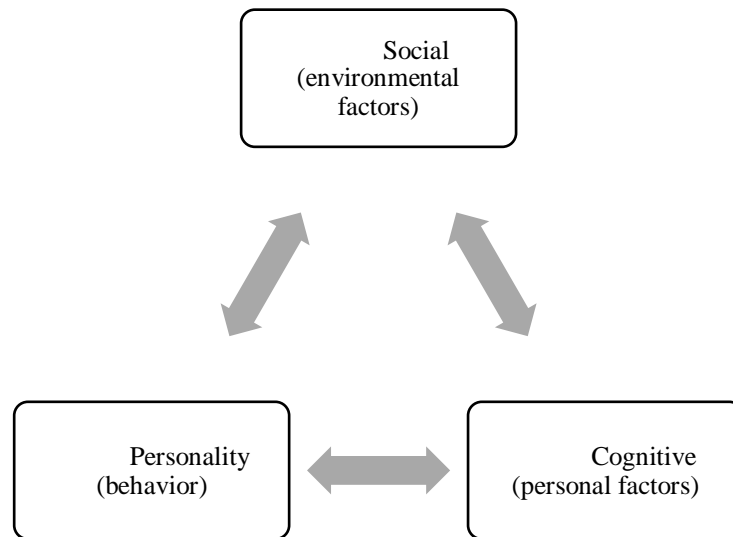 Social
(environmental
factors)
Personality
(behavior)
Cognitive
(personal factors)